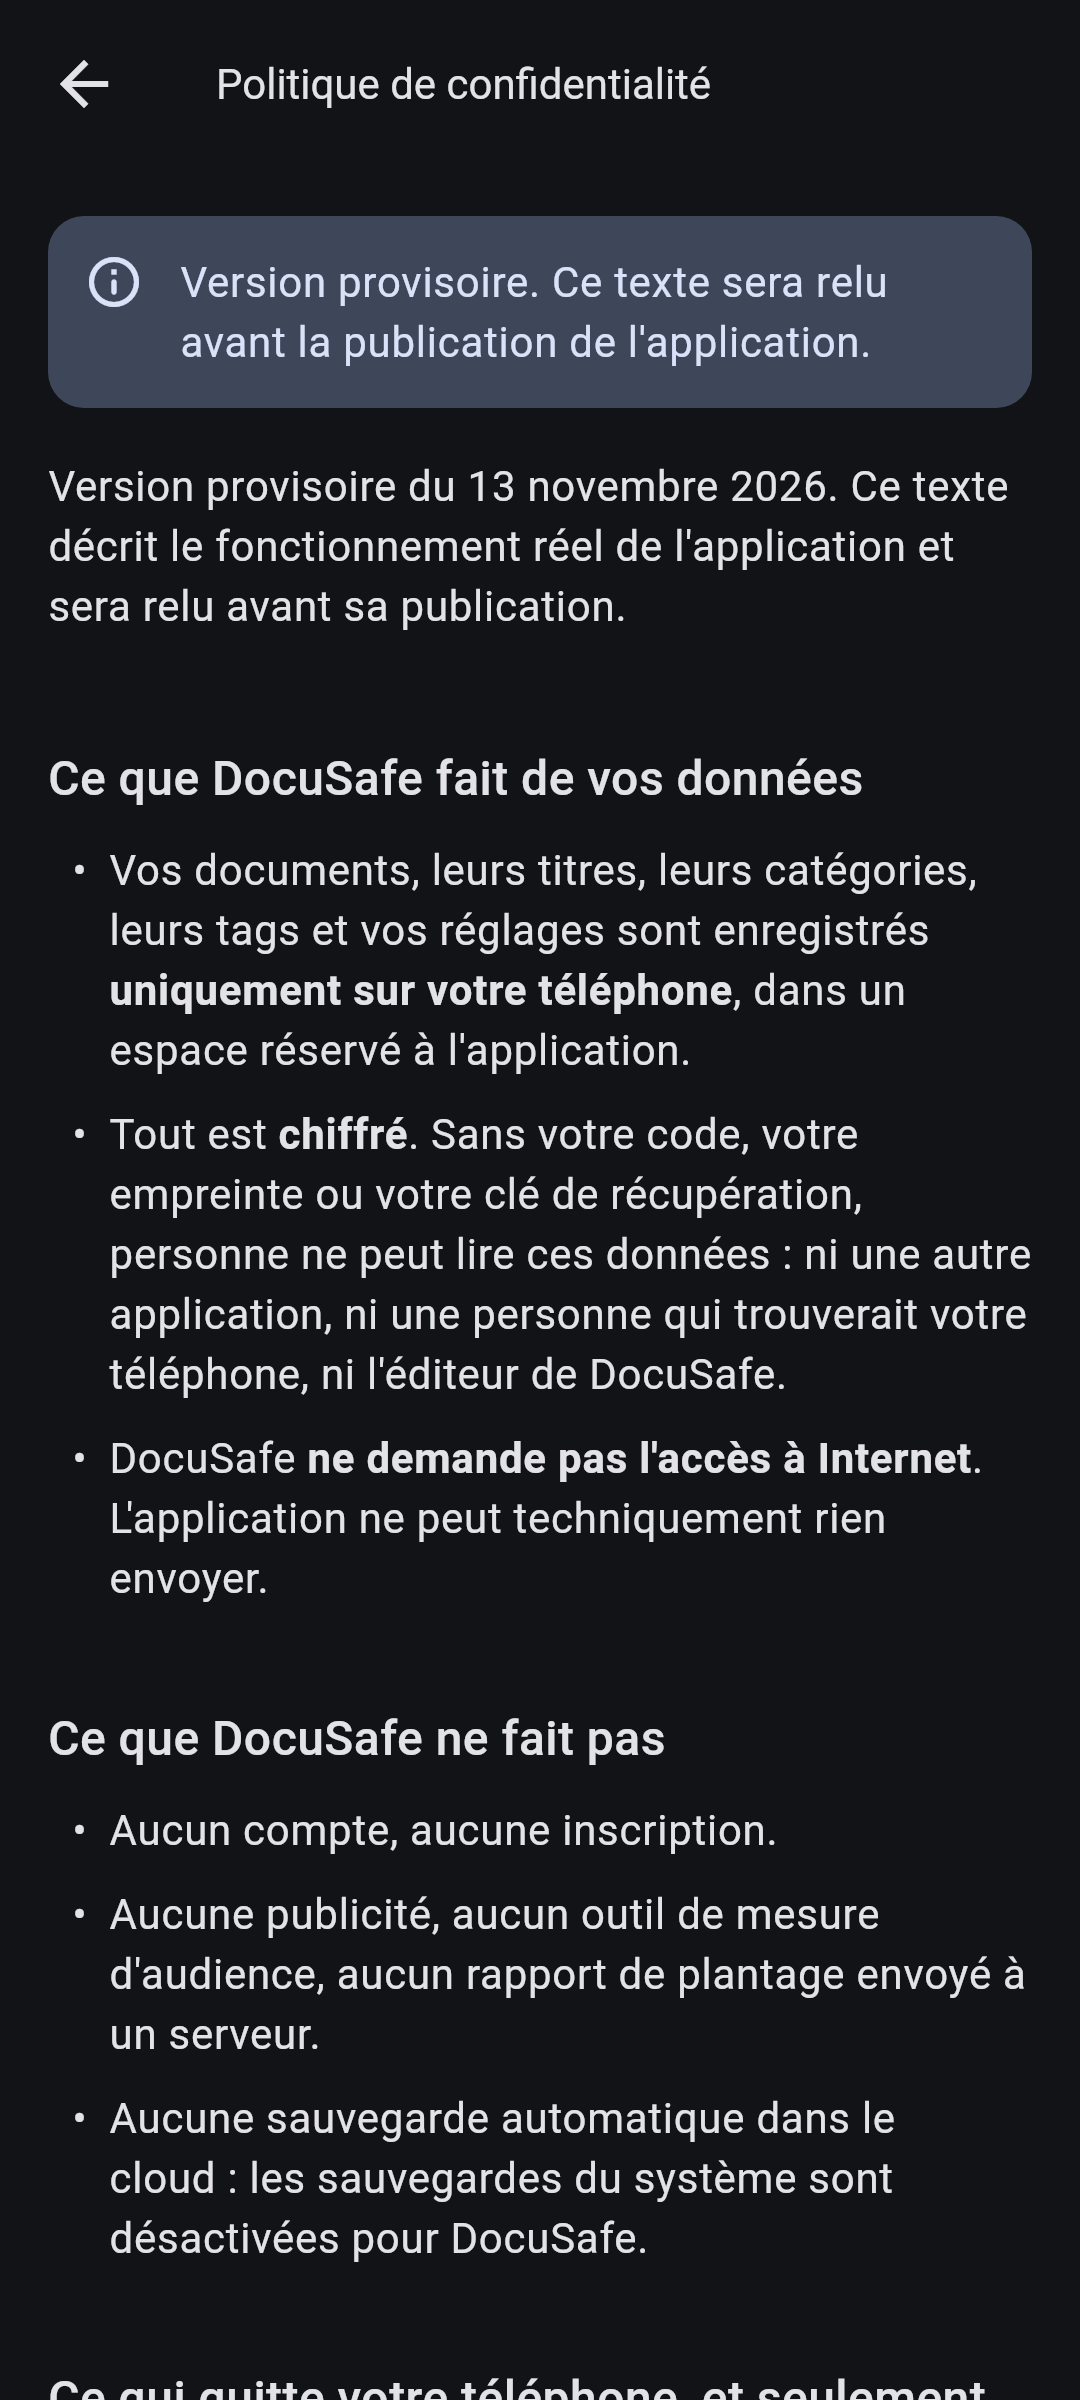 Politique de confidentialité
Version provisoire. Ce texte sera relu
avant la publication de l'application.
Version provisoire du 13 novembre 2026. Ce texte
décrit le fonctionnement réel de l'application et
sera relu avant sa publication.
Ce que DocuSafe fait de vos données
• Vos documents, leurs titres, leurs catégories,
leurs tags et vos réglages sont enregistrés
uniquement sur votre téléphone, dans un
espace réservé à l'application.
• Tout est chiffré. Sans votre code, votre
empreinte ou votre clé de récupération,
personne ne peut lire ces données : ni une autre
application, ni une personne qui trouverait votre
téléphone, ni l'éditeur de DocuSafe.
• DocuSafe ne demande pas l'accès à Internet.
L'application ne peut techniquement rien
envoyer.
Ce que DocuSafe ne fait pas
• Aucun compte, aucune inscription.
• Aucune publicité, aucun outil de mesure
d'audience, aucun rapport de plantage envoyé à
un serveur.
• Aucune sauvegarde automatique dans le
cloud : les sauvegardes du système sont
désactivées pour DocuSafe.
Ce qui quitte votre téléphone, et seulement